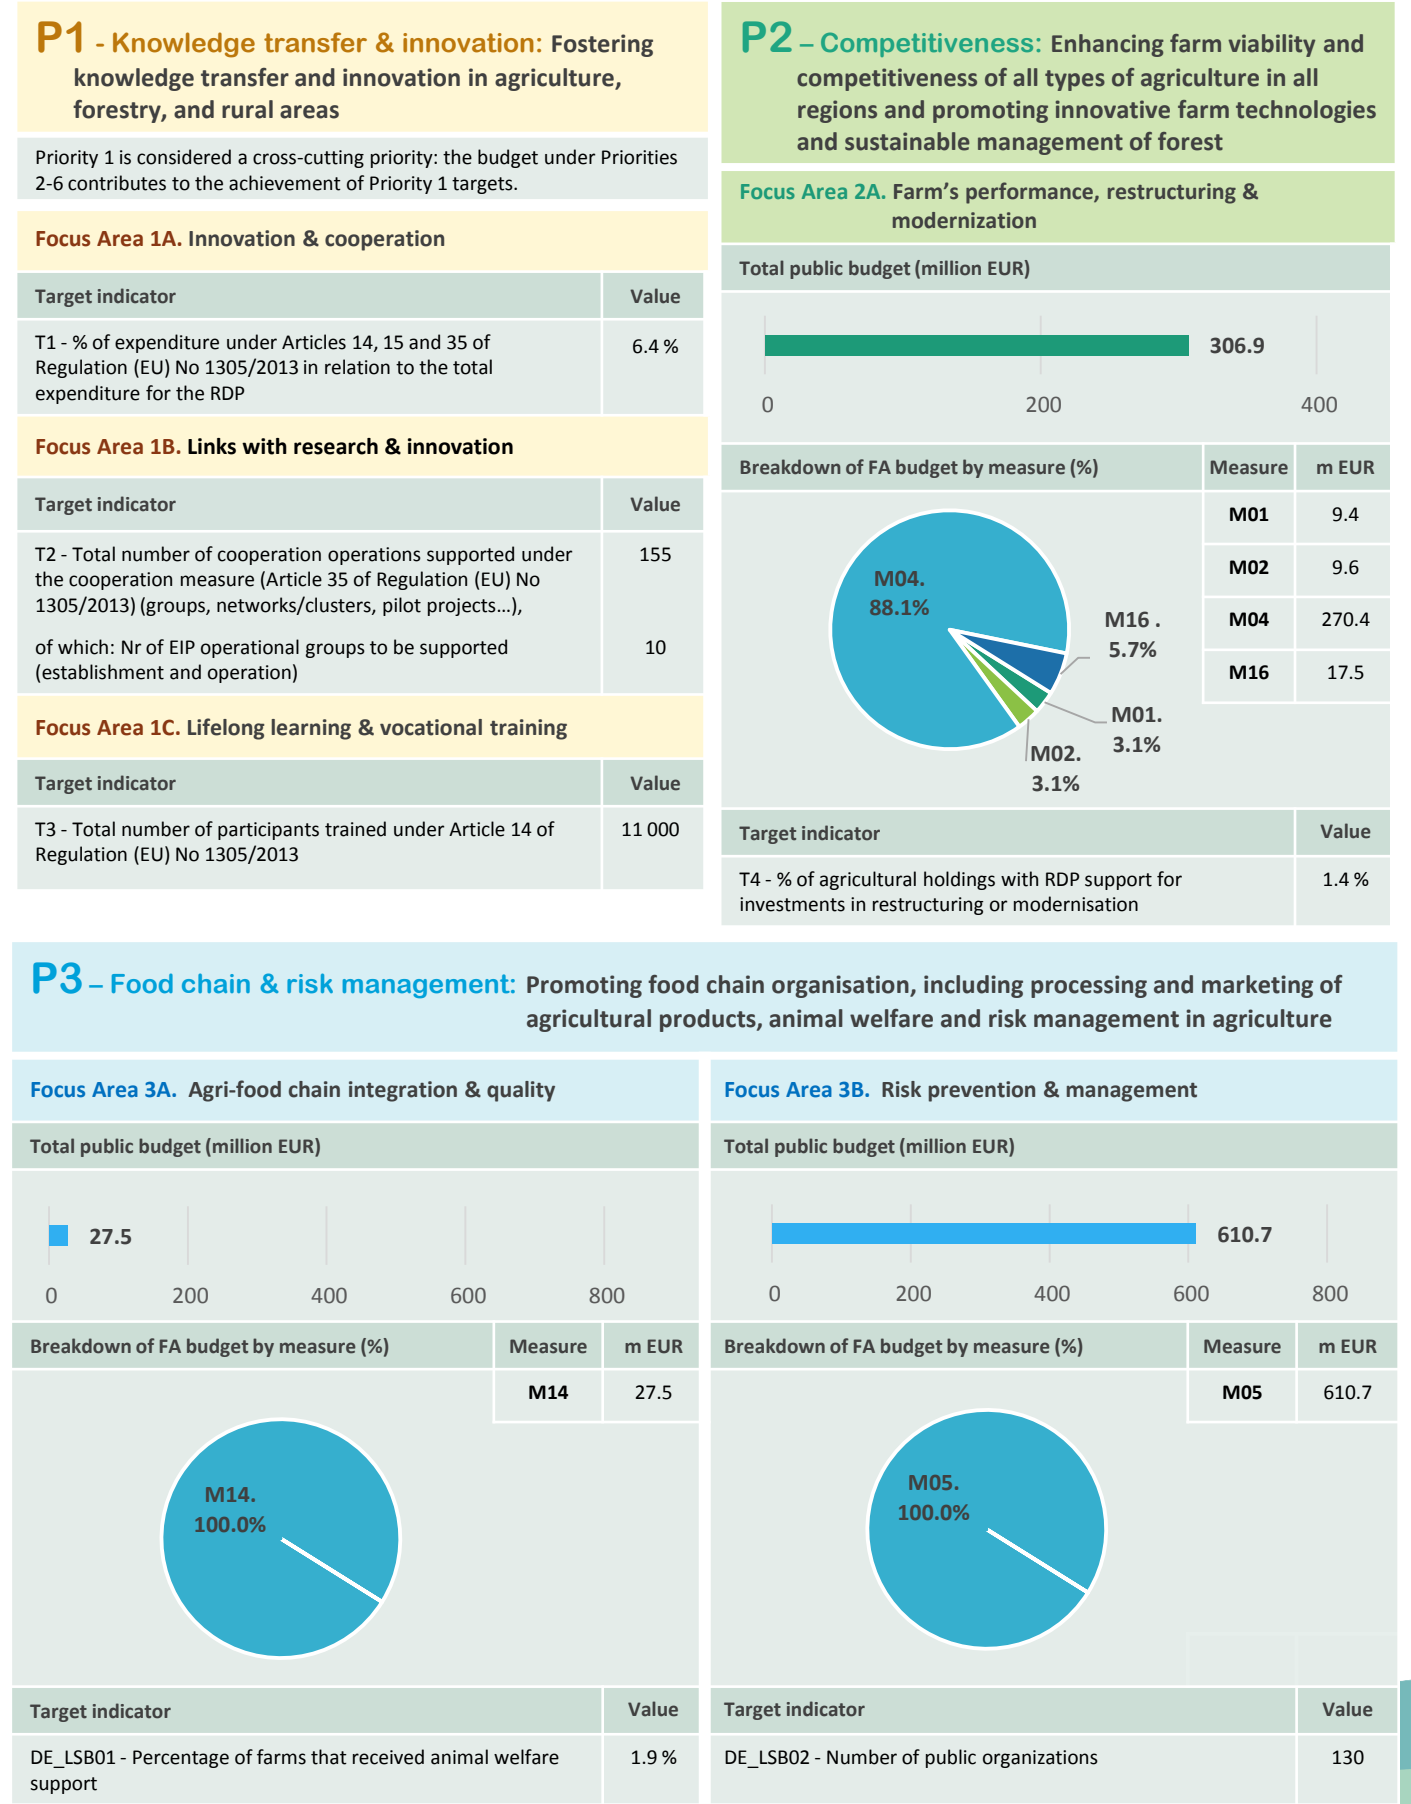 P1 - Knowledge transfer & innovation: Fostering
knowledge transfer and innovation in agriculture,
forestry, and rural areas
Priority 1 is considered a cross-cutting priority: the budget under Priorities
2-6 contributes to the achievement of Priority 1 targets.
Focus Area 1A. Innovation & cooperation
Target indicator Value
T1 - % of expenditure under Articles 14, 15 and 35 of 6.4 %
Regulation (EU) No 1305/2013 in relation to the total
expenditure for the RDP
Focus Area 1B. Links with research & innovation
Target indicator Value
T2 - Total number of cooperation operations supported under 155
the cooperation measure (Article 35 of Regulation (EU) No
1305/2013) (groups, networks/clusters, pilot projects...),
of which: Nr of EIP operational groups to be supported 10
(establishment and operation)
Focus Area 1C. Lifelong learning & vocational training
Target indicator Value
T3 - Total number of participants trained under Article 14 of 11 000
Regulation (EU) No 1305/2013
P2 – Competitiveness: Enhancing farm viability and
competitiveness of all types of agriculture in all
regions and promoting innovative farm technologies
and sustainable management of forest
Focus Area 2A. Farm's performance, restructuring &
modernization
Total public budget (million EUR)
306.9
0 200 400
Breakdown of FA budget by measure (%) Measure m EUR
M01 9.4
M02 9.6
M04 270.4
M16 17.5
M04.
88.1%
M16 .
5.7%
M01.
3.1%
M02.
3.1%
Target indicator Value
T4 - % of agricultural holdings with RDP support for 1.4 %
investments in restructuring or modernisation
P3 – Food chain & risk management: Promoting food chain organisation, including processing and marketing of
agricultural products, animal welfare and risk management in agriculture
Focus Area 3A. Agri-food chain integration & quality
Total public budget (million EUR)
27.5
0 200 400 600 800
Breakdown of FA budget by measure (%) Measure m EUR
M14 27.5
M14.
100.0%
Target indicator Value
DE_LSB01 - Percentage of farms that received animal welfare 1.9 %
support
Focus Area 3B. Risk prevention & management
Total public budget (million EUR)
610.7
0 200 400 600 800
Breakdown of FA budget by measure (%) Measure m EUR
M05 610.7
M05.
100.0%
Target indicator Value
DE_LSB02 - Number of public organizations 130